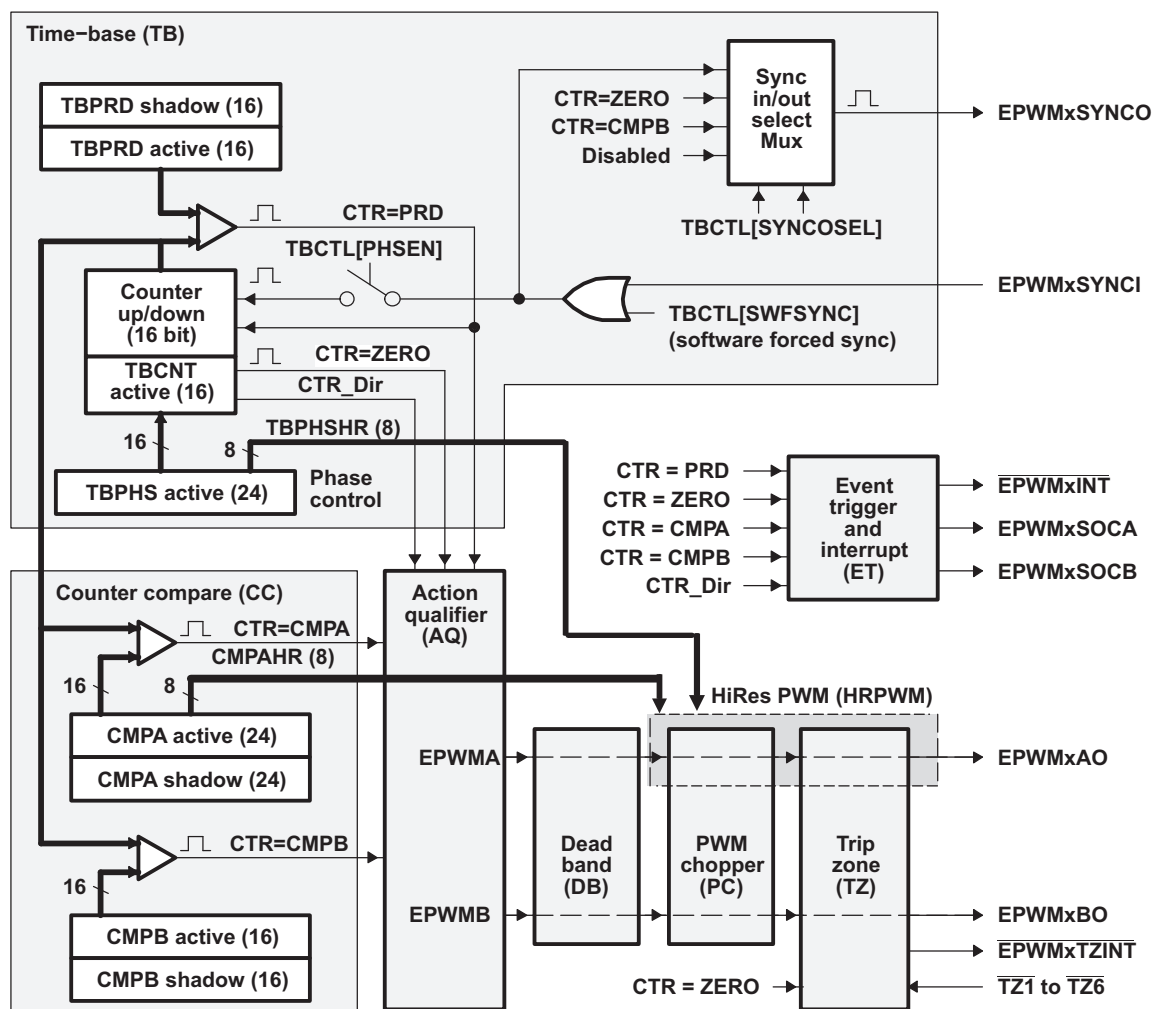 Time−base (TB)
TBPRD shadow (16)
TBPRD active (16)
CTR=PRD
TBCTL[PHSEN]
Counter
up/down
(16 bit)
TBCNT
active (16)
CTR=ZERO
CTR_Dir
16
8
TBPHSHR (8)
TBPHS active (24)
Phase
control
CTR=ZERO
CTR=CMPB
Disabled
Sync
in/out
select
Mux
TBCTL[SYNCOSEL]
EPWMxSYNCO
EPWMxSYNCI
TBCTL[SWFSYNC]
(software forced sync)
CTR = PRD
CTR = ZERO
CTR = CMPA
CTR = CMPB
CTR_Dir
Event
trigger
and
interrupt
(ET)
EPWMxINT
EPWMxSOCA
EPWMxSOCB
Counter compare (CC)
CTR=CMPA
CMPAHR (8)
16
8
CMPA active (24)
CMPA shadow (24)
CTR=CMPB
16
CMPB active (16)
CMPB shadow (16)
Action
qualifier
(AQ)
EPWMA
EPWMB
HiRes PWM (HRPWM)
Dead
band
(DB)
PWM
chopper
(PC)
Trip
zone
(TZ)
CTR = ZERO
EPWMxAO
EPWMxBO
EPWMxTZINT
TZ1 to TZ6